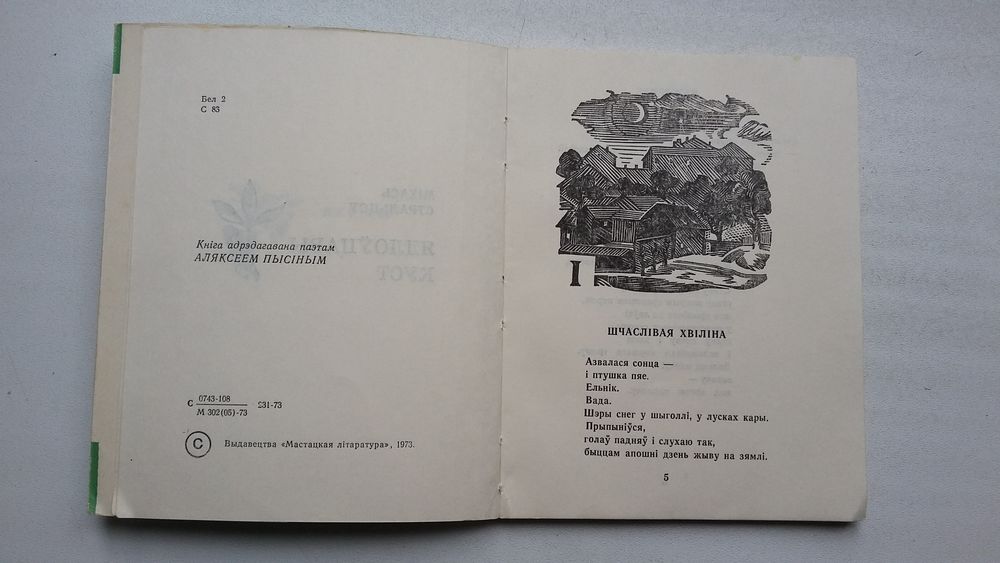 Бел 2
С 83
Кніга адрэдагавана паэтам
АЛЯКСЕЕМ ПЫСІНЫМ
С 0743-108
М 302(05)-73
231-73
© Выдавецтва «Мастацкая літаратура», 1973.
I
ШЧАСЛІВАЯ ХВІЛІНА
Азвалася сонца —
і птушка пяе.
Ельнік.
Вада.
Шэры снег у шыголлі, у лусках кары.
Прыпыніўся,
голаў падняў і слухаю так,
быццам апошні дзень жыву на зямлі.
5